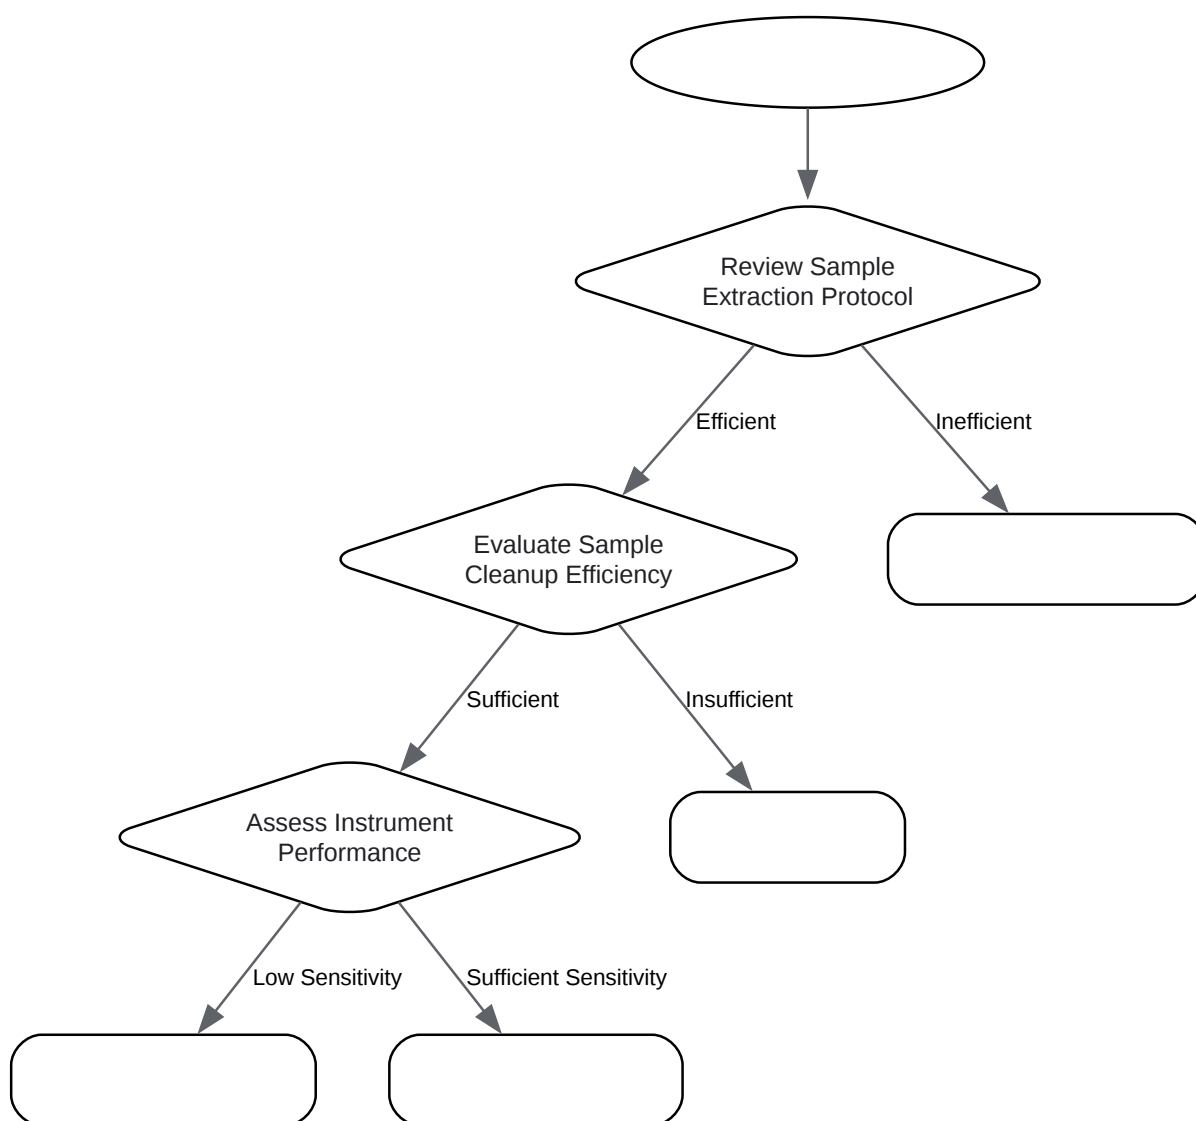 Review Sample
Extraction Protocol
Efficient
Inefficient
Evaluate Sample
Cleanup Efficiency
Sufficient
Insufficient
Assess Instrument
Performance
Low Sensitivity
Sufficient Sensitivity